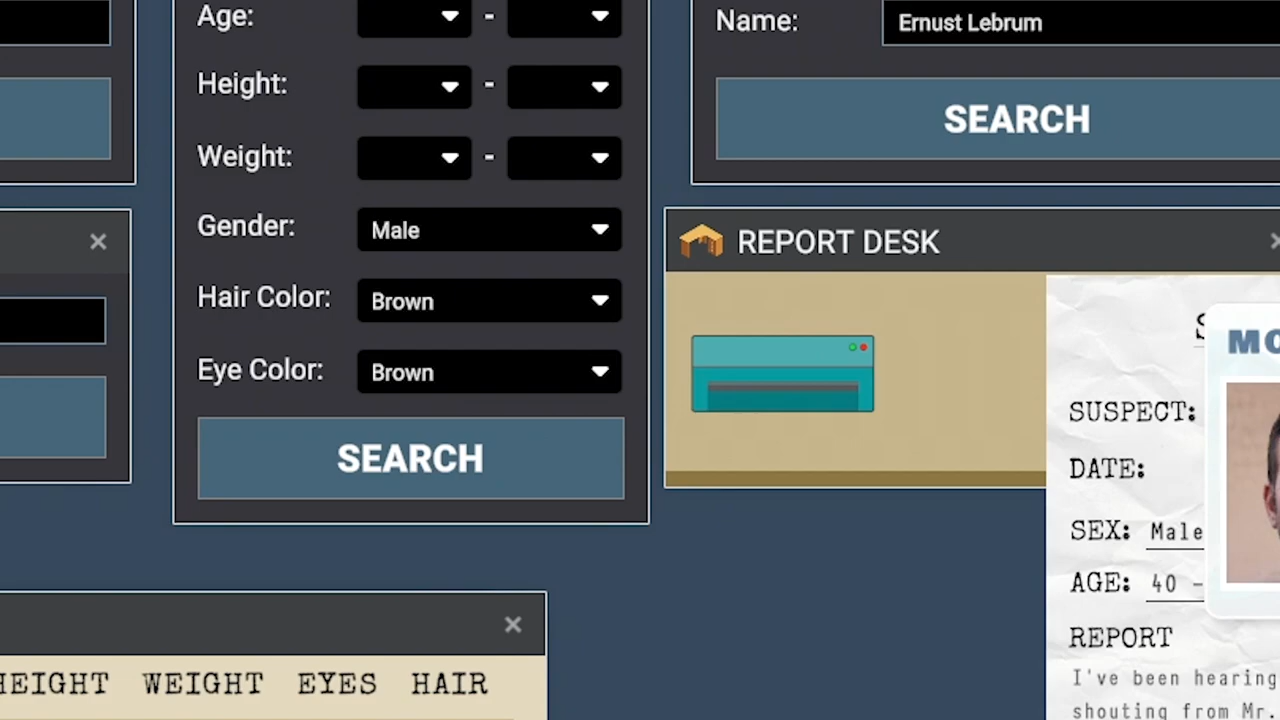 Age:
-
Height:
-
Weight:
-
Gender:
Male
Hair Color:
Brown
Eye Color:
Brown
SEARCH
Name:
Ernust Lebrum
SEARCH
REPORT DESK
SUSPECT:
DATE:
SEX: Male
AGE: 40 -
REPORT
I've been hearing
shouting from Mr.
HEIGHT WEIGHT EYES HAIR